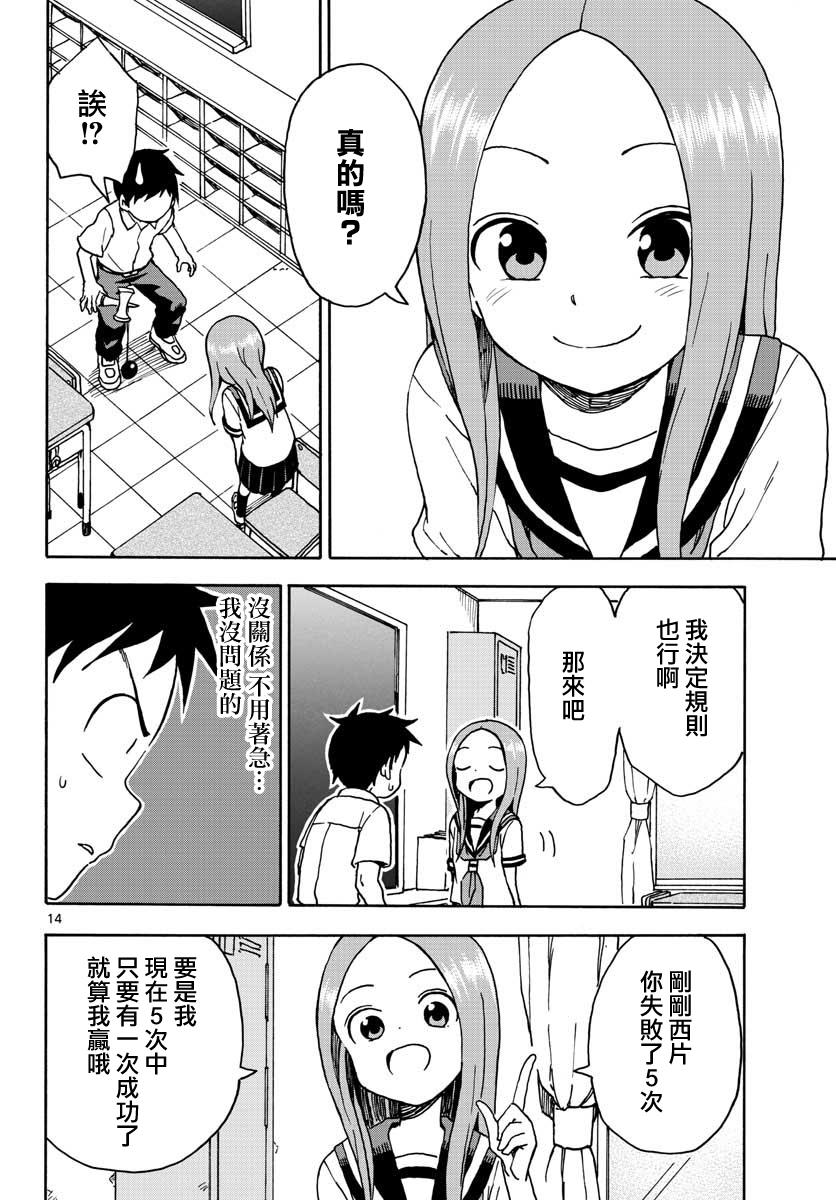 真的嗎？
誒!?
我決定規則
也行啊
那來吧
沒關係 不用著急…
我沒問題的
14
剛剛西片
你失敗了5次
要是我
現在5次中
只要有一次成功了
就算我贏哦